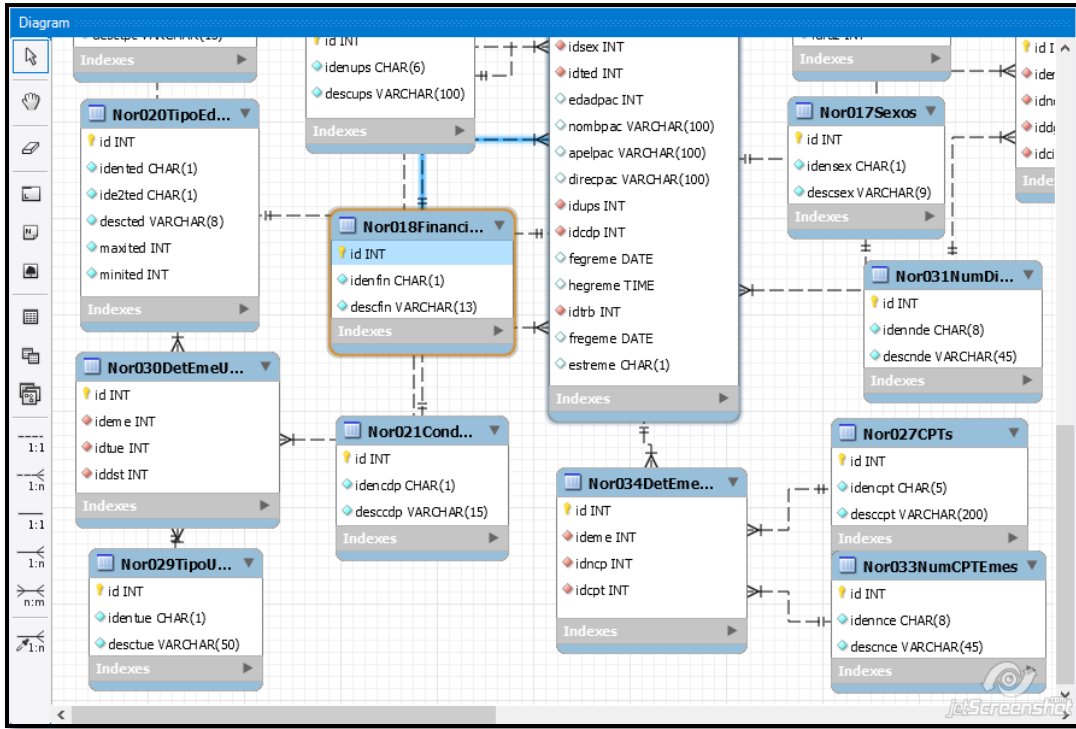 Diagram
Indexes
id INT
idenups CHAR(6)
descups VARCHAR(100)
Indexes
idsex INT
idted INT
edadpac INT
nombpac VARCHAR(100)
apelpac VARCHAR(100)
direcpac VARCHAR(100)
idups INT
idcdp INT
fegreme DATE
hegreme TIME
idtrb INT
fregeme DATE
estreme CHAR(1)
Indexes
Indexes
id I
Inde
Nor020TipoEd...
id INT
idented CHAR(1)
ide2ted CHAR(1)
descted VARCHAR(8)
maxited INT
minited INT
Indexes
Nor017Sexos
id INT
idensex CHAR(1)
descsex VARCHAR(9)
Indexes
Nor018Financi...
id INT
idenfin CHAR(1)
descfin VARCHAR(13)
Indexes
Nor031NumDi...
id INT
idennde CHAR(8)
descnde VARCHAR(45)
Indexes
Nor030DetEmeU...
id INT
ideme INT
idtue INT
iddst INT
Indexes
Nor021Cond...
id INT
idencdp CHAR(1)
desccdp VARCHAR(15)
Indexes
Nor027CPTs
id INT
idencpt CHAR(5)
desccpt VARCHAR(200)
Indexes
Nor034DetEme...
id INT
ideme INT
idncp INT
idcpt INT
Indexes
Nor029TipoU...
id INT
identue CHAR(1)
desctue VARCHAR(50)
Indexes
Nor033NumCPTEmes
id INT
idennce CHAR(8)
descnce VARCHAR(45)
Indexes
1:1
1:n
1:1
1:n
n:m
1:n
jetScreenshot